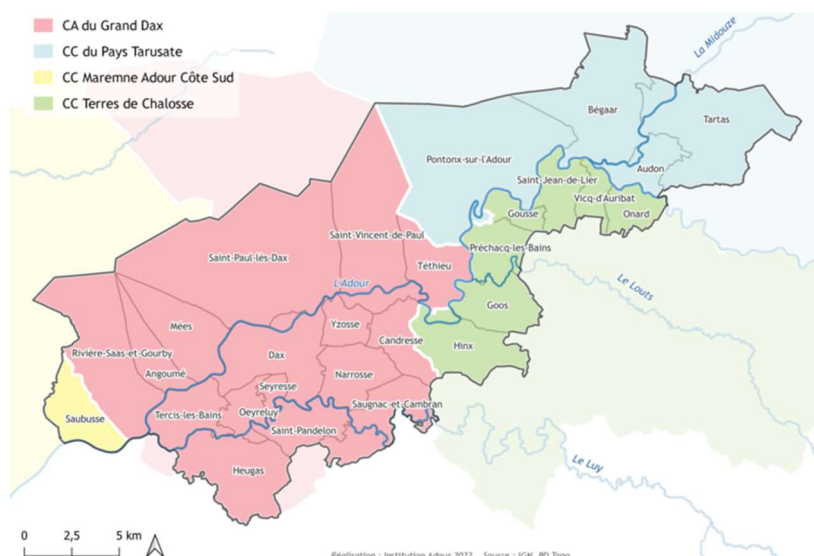 CA du Grand Dax
CC du Pays Tarusate
CC Maremne Adour Côte Sud
CC Terres de Chalosse
La Midouze
Bégaar
Tartas
Pontonx-sur-l'Adour
Audon
Saint-Jean-de-Lier
Vicq-d'Auribat
Gousse
Onard
Saint-Vincent-de-Paul
Préchacq-les-Bains
Saint-Paul-lès-Dax
Téthieu
L'Adour
Le Louts
Goos
Mées
Yzosse
Candresse
Hinx
Rivière-Saas-et-Gourby
Dax
Angoumé
Narrosse
Seyresse
Saugnac-et-Cambran
Saubusse
Tercis-les-Bains
Oeyreluy
Saint-Pandelon
Heugas
Le Luy
0 2,5 5 km
Réalisation : Institution Adour 2022 Source : IGN, BD Topo